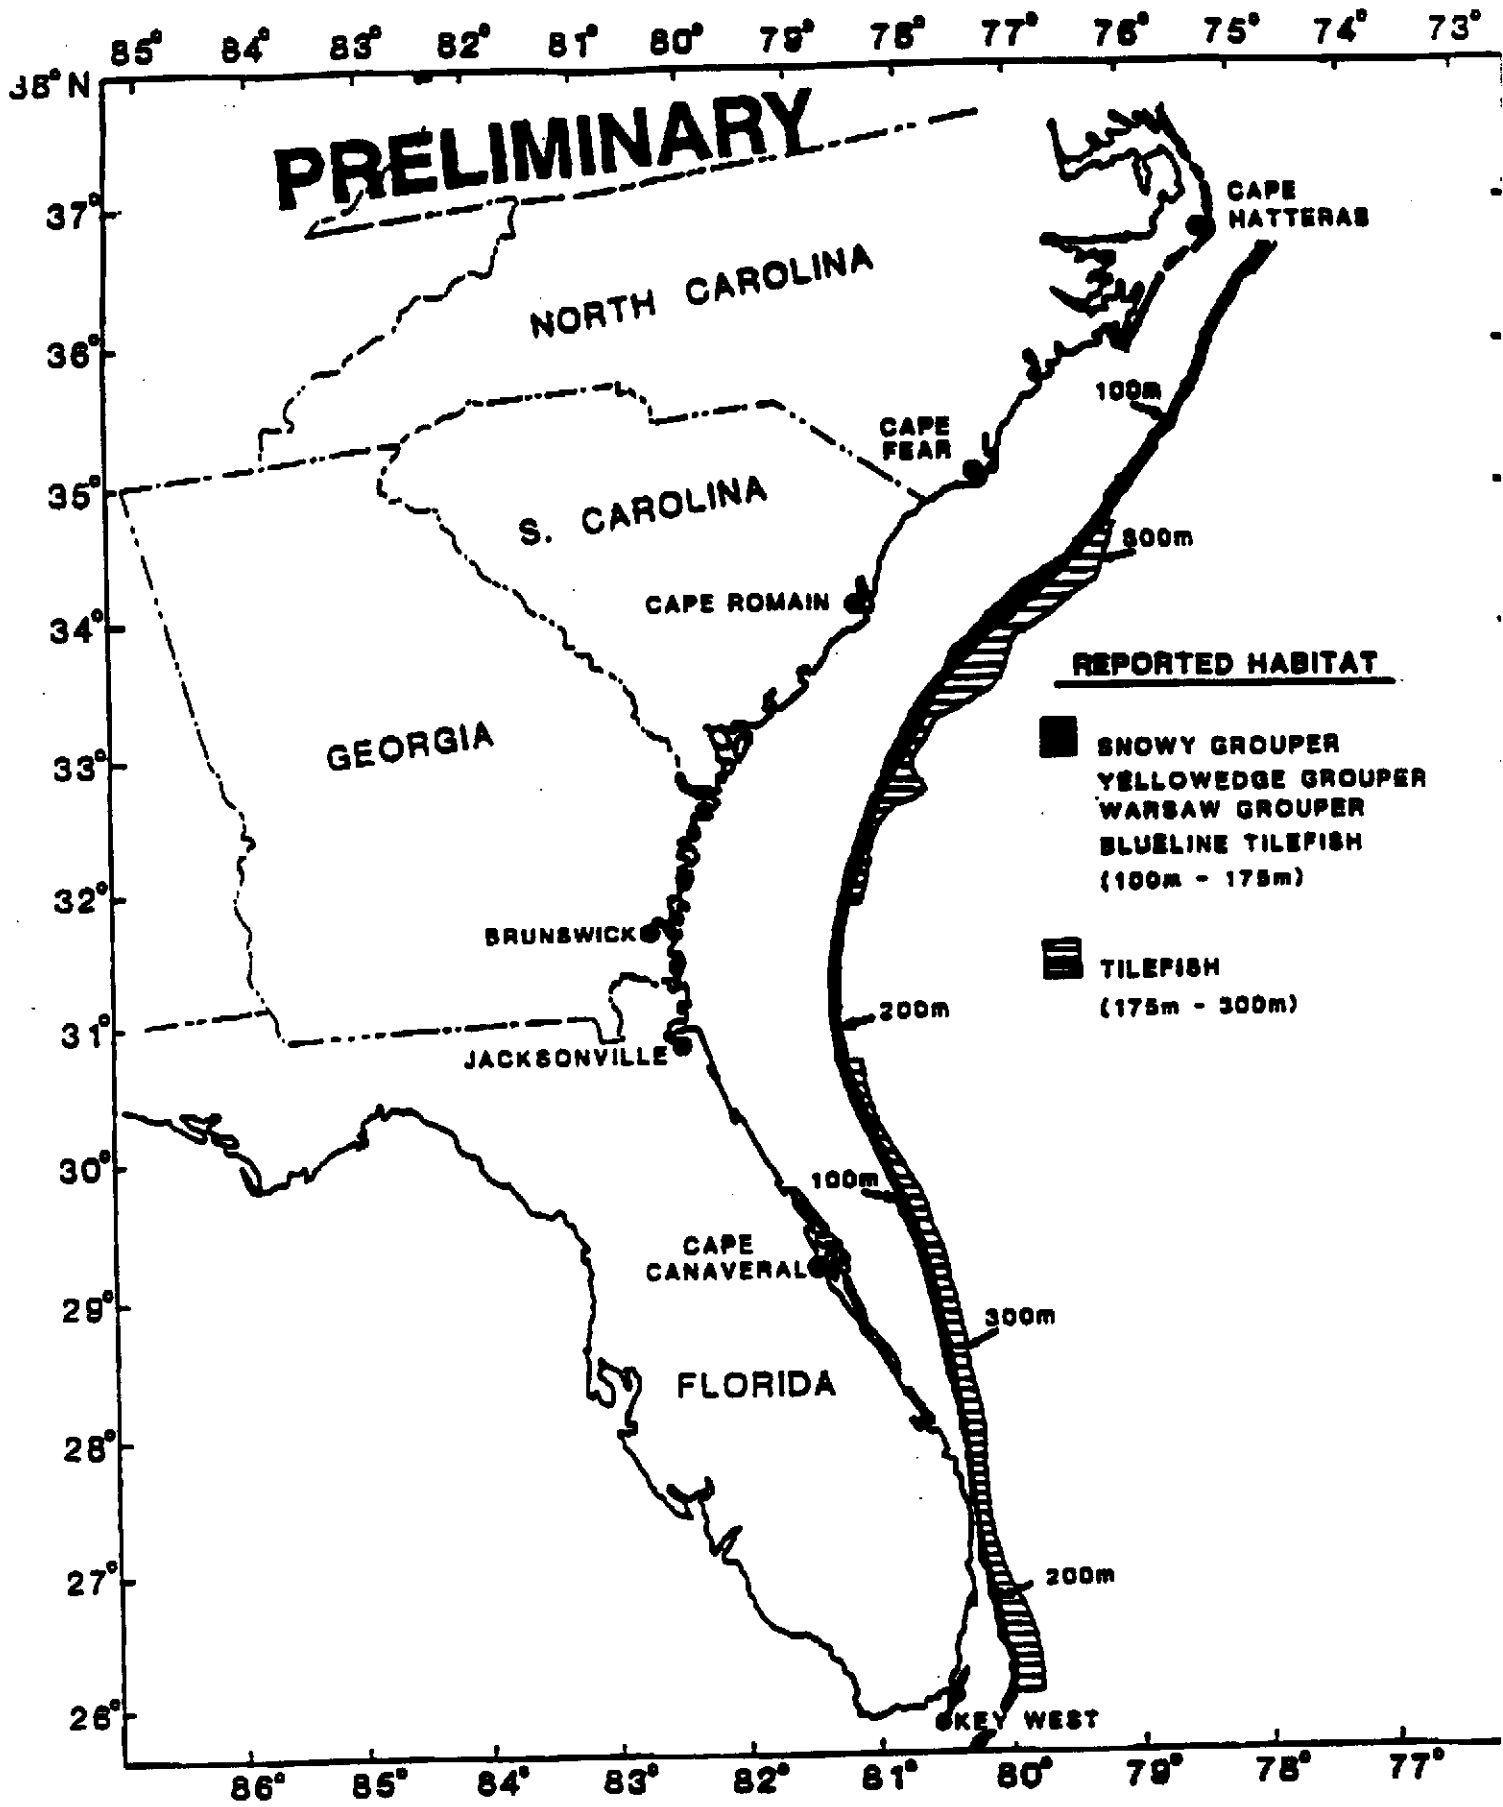 85° 84° 83° 82° 81° 80° 79° 78° 77° 76° 75° 74° 73°
38°N
PRELIMINARY
37°
CAPE
HATTERAS
NORTH CAROLINA
36°
100m
CAPE
FEAR
35°
S. CAROLINA
300m
CAPE ROMAIN
34°
REPORTED HABITAT
GEORGIA
33°
SNOWY GROUPER
YELLOWEDGE GROUPER
WARSAW GROUPER
BLUELINE TILEFISH
(100m - 175m)
32°
BRUNSWICK
TILEFISH
(175m - 300m)
200m
31°
JACKSONVILLE
30°
100m
CAPE
CANAVERAL
29°
300m
FLORIDA
28°
27°
200m
26°
KEY WEST
86° 85° 84° 83° 82° 81° 80° 79° 78° 77°